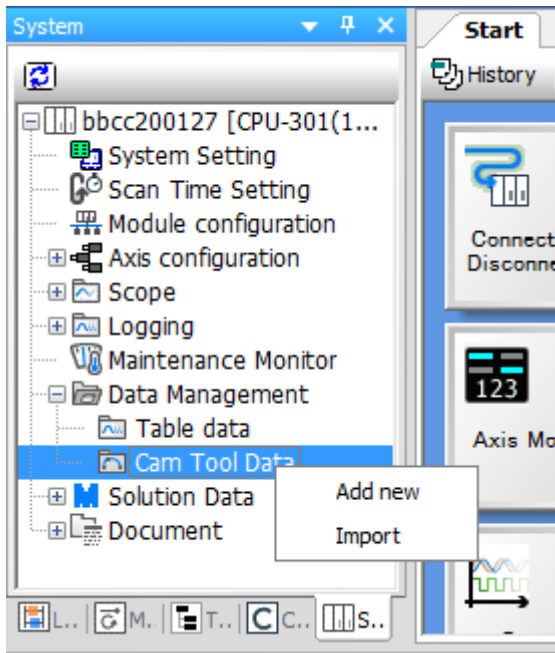 System
Start
History
bbcc200127 [CPU-301(1...
System Setting
Scan Time Setting
Module configuration
Axis configuration
Scope
Logging
Maintenance Monitor
Data Management
Table data
Cam Tool Data
Solution Data
Document
Add new
Import
Connect
Disconne
123
Axis Mo
L.. M.. T.. C C.. S..